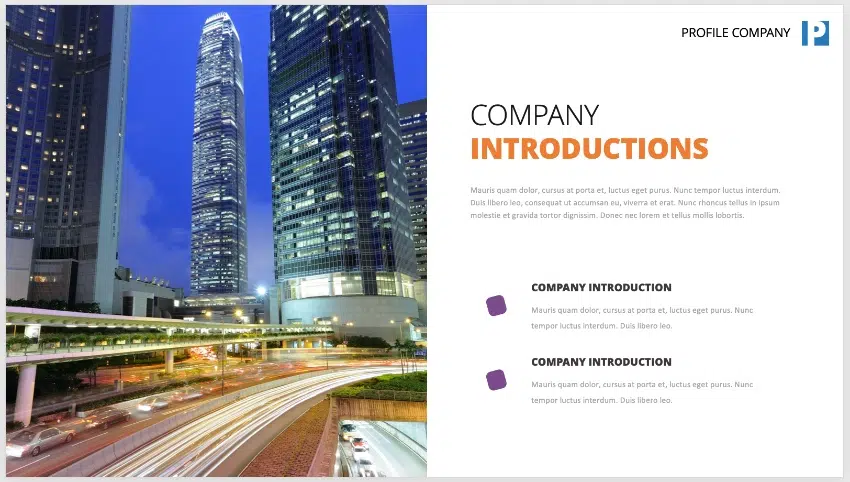 PROFILE COMPANY P
COMPANY
INTRODUCTIONS
Mauris quam dolor, cursus at porta et, luctus eget purus. Nunc tempor luctus interdum.
Duis libero leo, consequat ut accumsan eu, viverra et erat. Nunc rhoncus tellus in ipsum
molestie et gravida tortor dignissim. Donec nec lorem et tellus mollis lobortis.
COMPANY INTRODUCTION
Mauris quam dolor, cursus at porta et, luctus eget purus. Nunc
tempor luctus interdum. Duis libero leo.
COMPANY INTRODUCTION
Mauris quam dolor, cursus at porta et, luctus eget purus. Nunc
tempor luctus interdum. Duis libero leo.